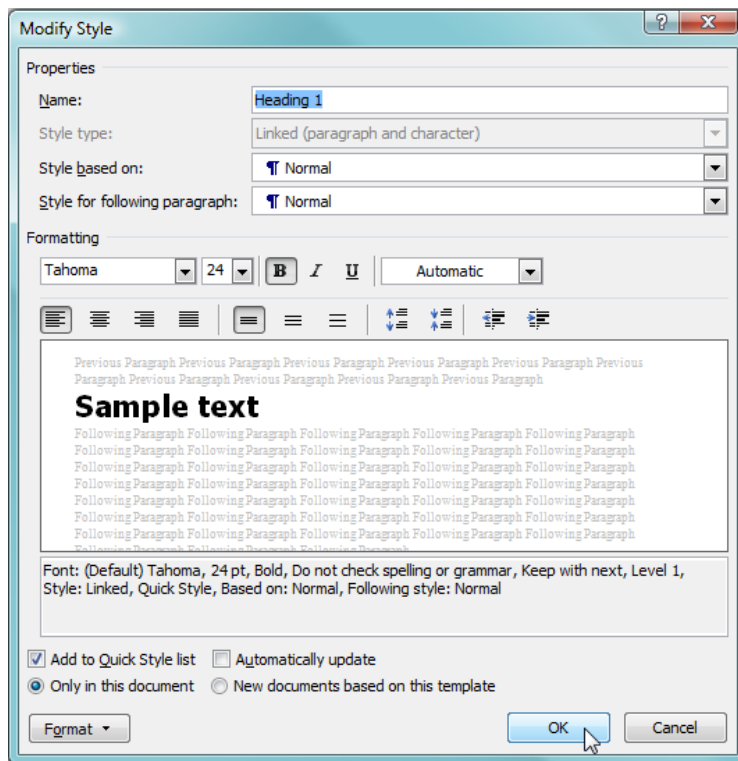 Modify Style
Properties
Name: Heading 1
Style type: Linked (paragraph and character)
Style based on: ¶ Normal
Style for following paragraph: ¶ Normal
Formatting
Tahoma 24 B I U Automatic
Previous Paragraph Previous Paragraph Previous Paragraph Previous Paragraph Previous Paragraph Previous
Paragraph Previous Paragraph Previous Paragraph Previous Paragraph Previous Paragraph
Sample text
Following Paragraph Following Paragraph Following Paragraph Following Paragraph Following Paragraph
Following Paragraph Following Paragraph Following Paragraph Following Paragraph Following Paragraph
Following Paragraph Following Paragraph Following Paragraph Following Paragraph Following Paragraph
Following Paragraph Following Paragraph Following Paragraph Following Paragraph Following Paragraph
Following Paragraph Following Paragraph Following Paragraph Following Paragraph Following Paragraph
Following Paragraph Following Paragraph Following Paragraph Following Paragraph Following Paragraph
Following Paragraph Following Paragraph Following Paragraph Following Paragraph Following Paragraph
Following Paragraph Following Paragraph Following Paragraph
Font: (Default) Tahoma, 24 pt, Bold, Do not check spelling or grammar, Keep with next, Level 1,
Style: Linked, Quick Style, Based on: Normal, Following style: Normal
Add to Quick Style list Automatically update
Only in this document New documents based on this template
Format OK Cancel